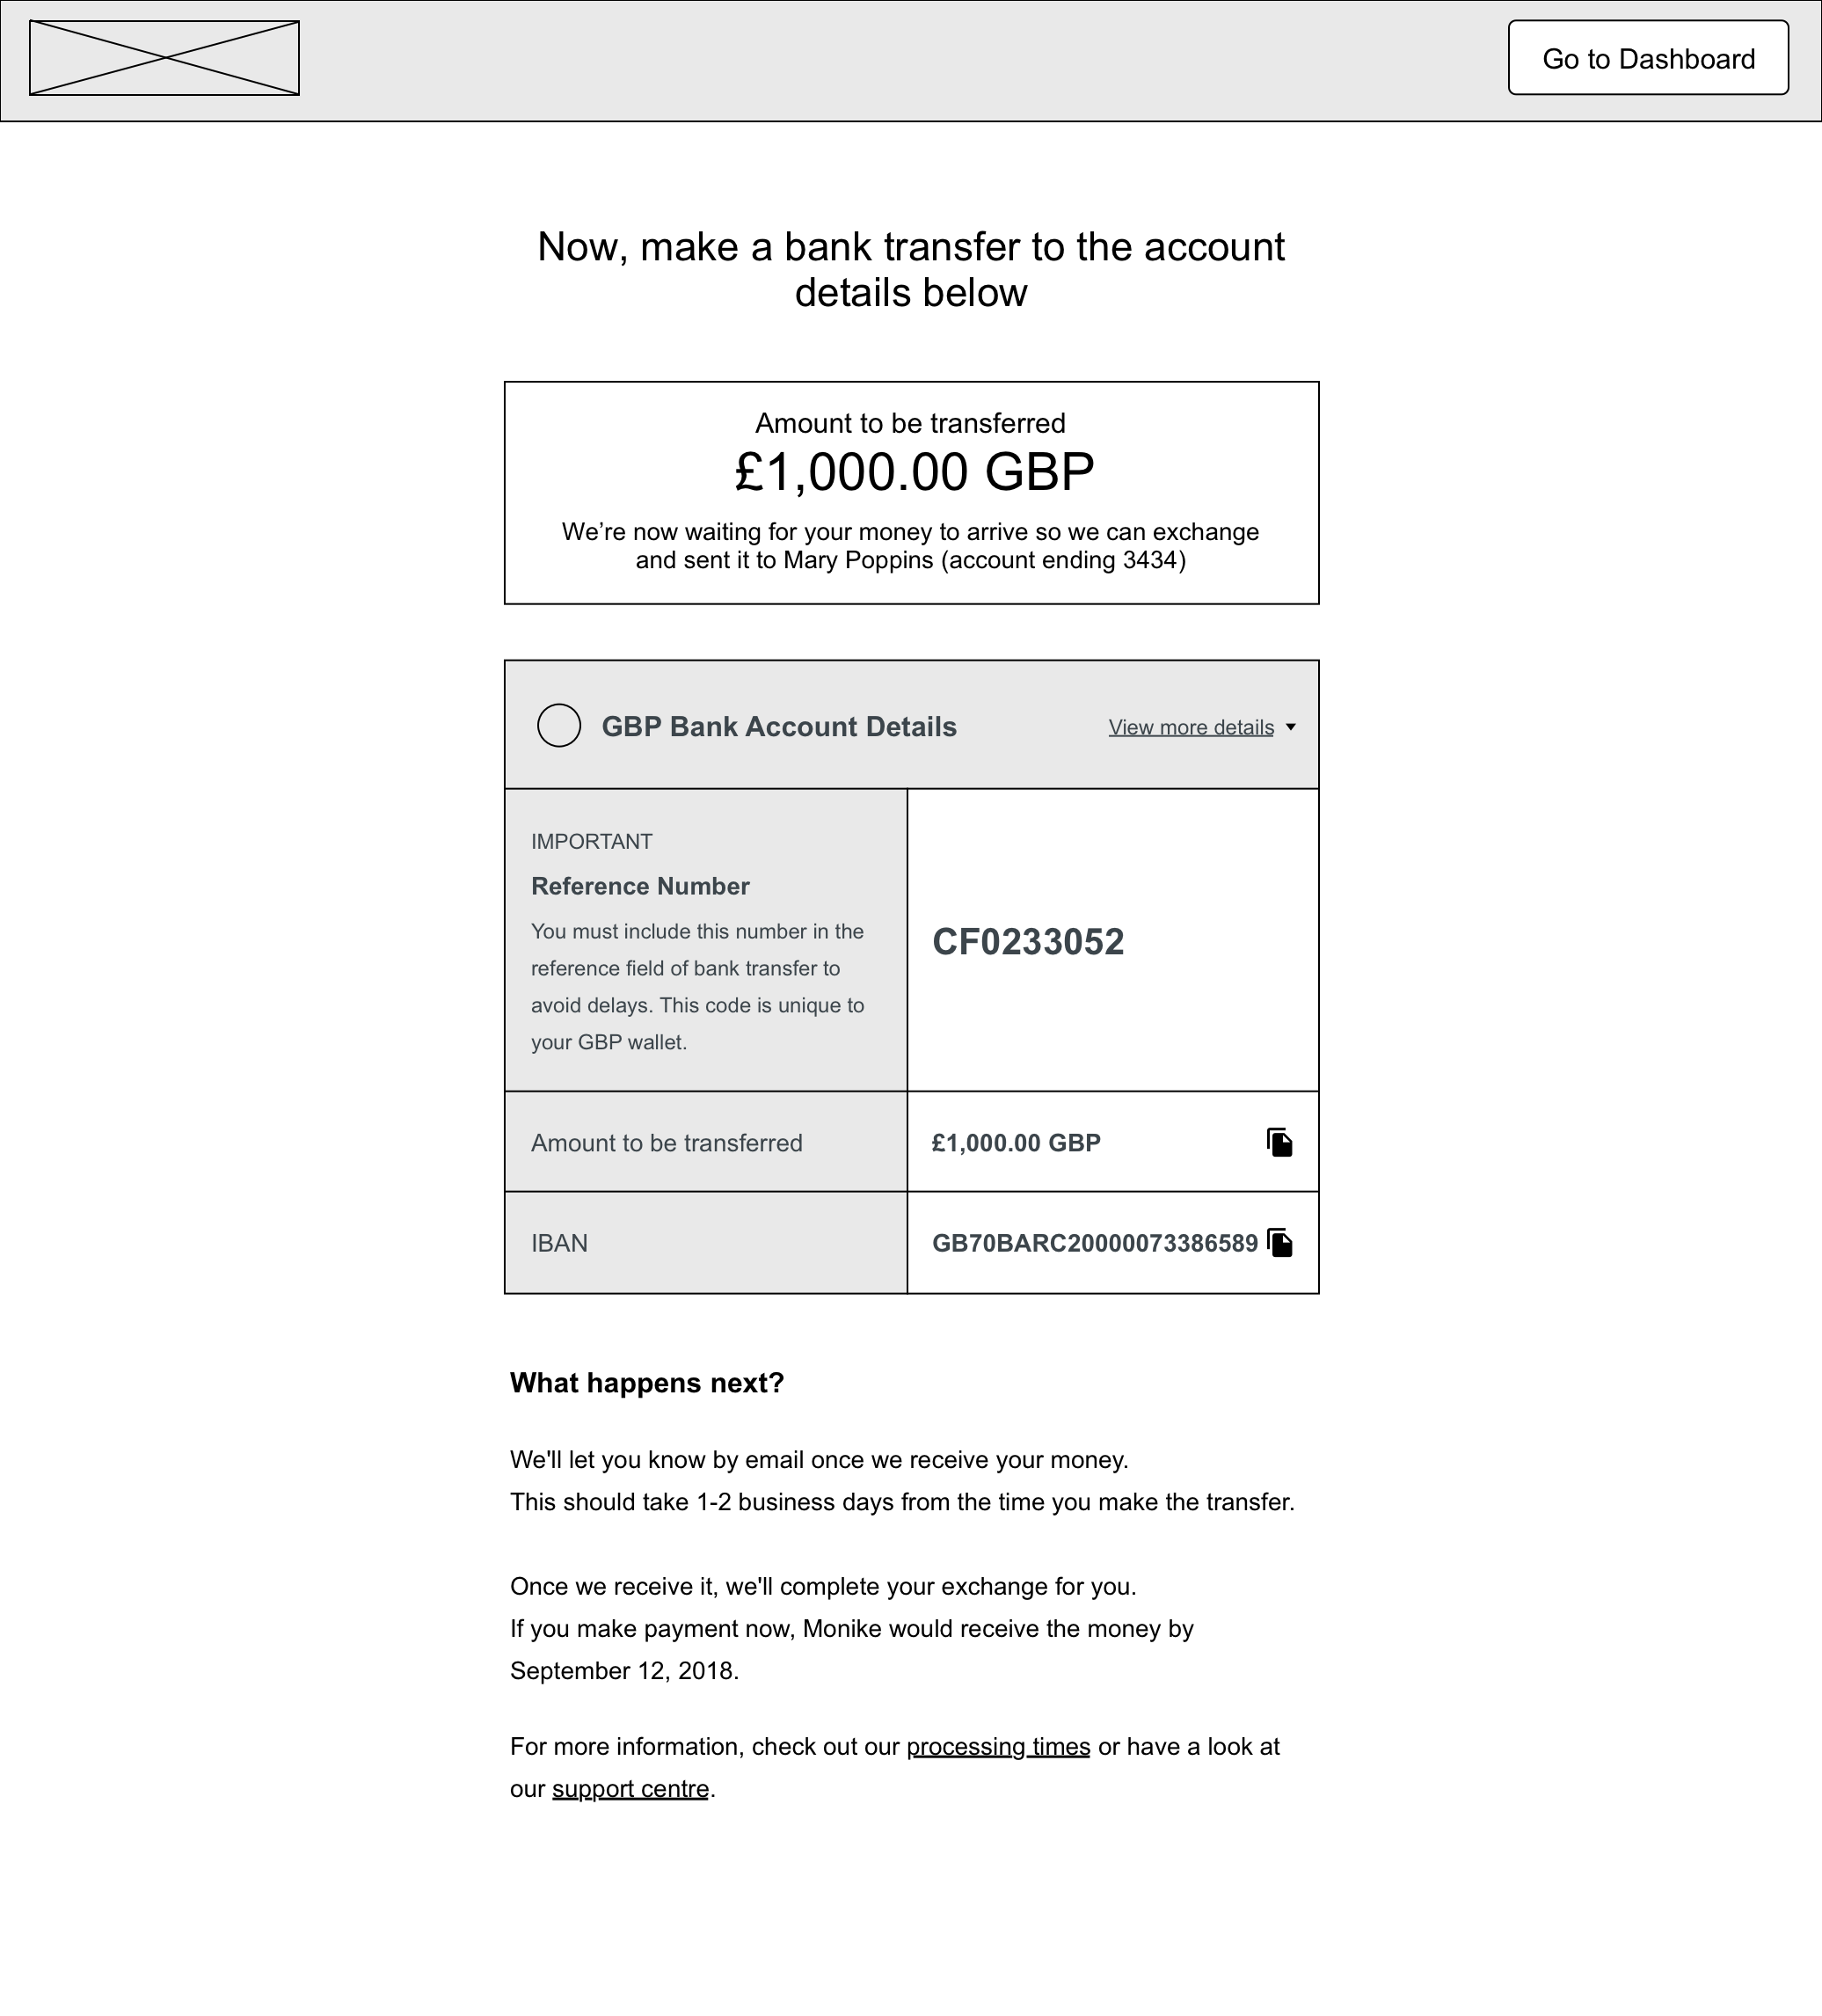 Go to Dashboard
Now, make a bank transfer to the account
details below
Amount to be transferred
£1,000.00 GBP
We’re now waiting for your money to arrive so we can exchange
and sent it to Mary Poppins (account ending 3434)
GBP Bank Account Details
View more details
IMPORTANT
Reference Number
You must include this number in the
reference field of bank transfer to
avoid delays. This code is unique to
your GBP wallet.
CF0233052
Amount to be transferred
£1,000.00 GBP
IBAN
GB70BARC20000073386589
What happens next?
We'll let you know by email once we receive your money.
This should take 1-2 business days from the time you make the transfer.
Once we receive it, we'll complete your exchange for you.
If you make payment now, Monike would receive the money by
September 12, 2018.
For more information, check out our processing times or have a look at
our support centre.